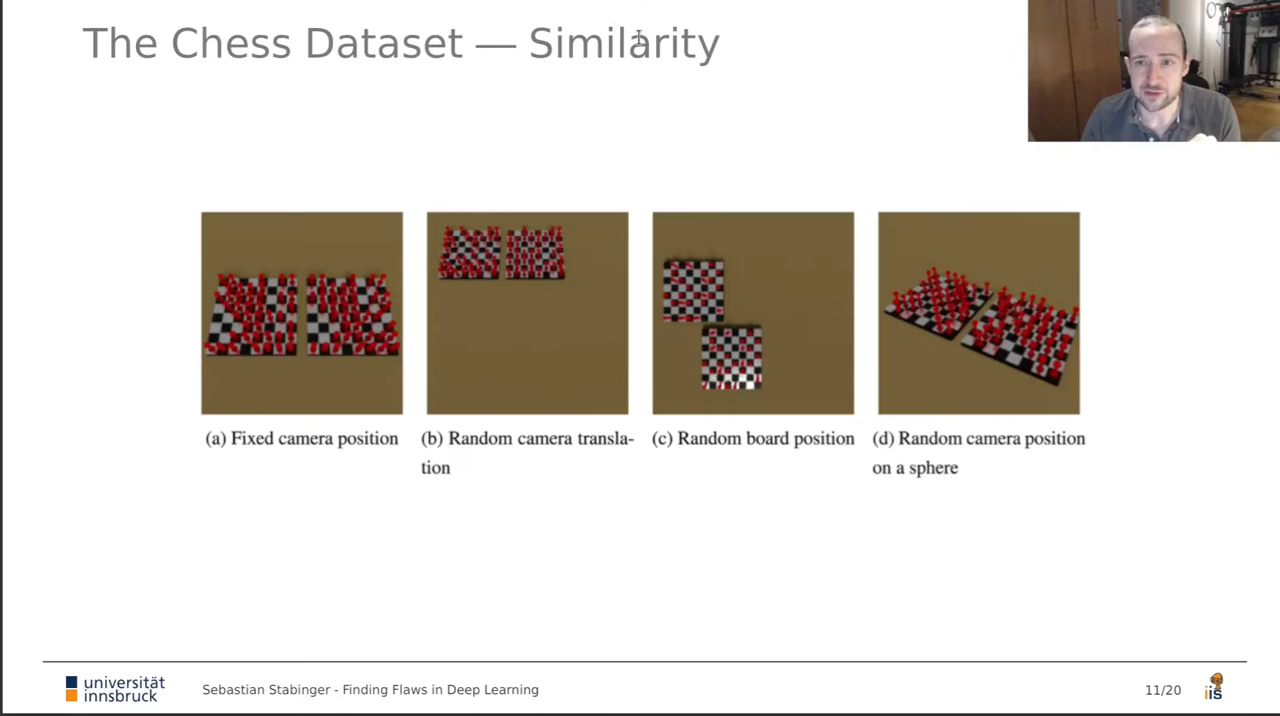 The Chess Dataset — Similarity
(a) Fixed camera position
(b) Random camera transla-
tion
(c) Random board position
(d) Random camera position
on a sphere
universität
innsbruck
Sebastian Stabinger - Finding Flaws in Deep Learning
11/20
iis